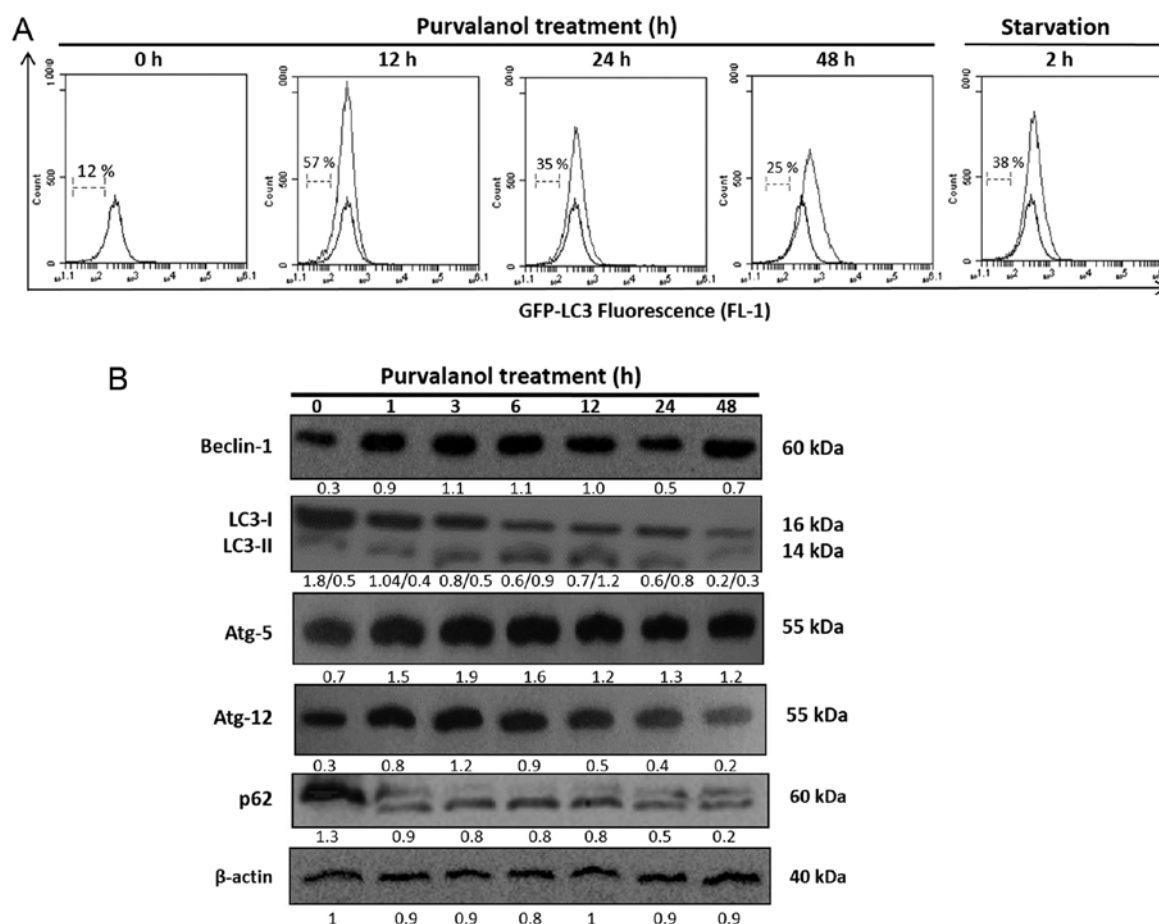 A
Purvalanol treatment (h)
Starvation
0 h
12 h
24 h
48 h
2 h
Count
500
12 %
57 %
35 %
25 %
38 %
GFP-LC3 Fluorescence (FL-1)
B
Purvalanol treatment (h)
0 1 3 6 12 24 48
Beclin-1 60 kDa
0.3 0.9 1.1 1.1 1.0 0.5 0.7
LC3-I 16 kDa
LC3-II 14 kDa
1.8/0.5 1.04/0.4 0.8/0.5 0.6/0.9 0.7/1.2 0.6/0.8 0.2/0.3
Atg-5 55 kDa
0.7 1.5 1.9 1.6 1.2 1.3 1.2
Atg-12 55 kDa
0.3 0.8 1.2 0.9 0.5 0.4 0.2
p62 60 kDa
1.3 0.9 0.8 0.8 0.8 0.5 0.2
β-actin 40 kDa
1 0.9 0.9 0.8 1 0.9 0.9